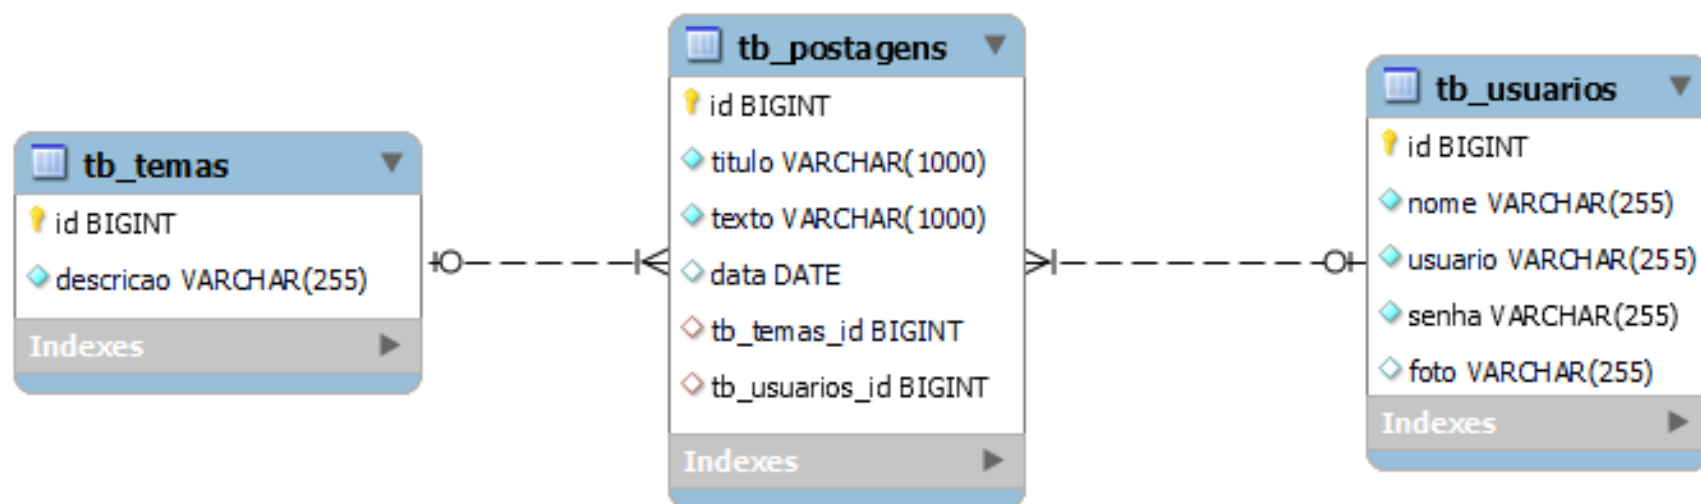 tb_temas
id BIGINT
descricao VARCHAR(255)
Indexes
tb_postagens
id BIGINT
titulo VARCHAR(1000)
texto VARCHAR(1000)
data DATE
tb_temas_id BIGINT
tb_usuarios_id BIGINT
Indexes
tb_usuarios
id BIGINT
nome VARCHAR(255)
usuario VARCHAR(255)
senha VARCHAR(255)
foto VARCHAR(255)
Indexes